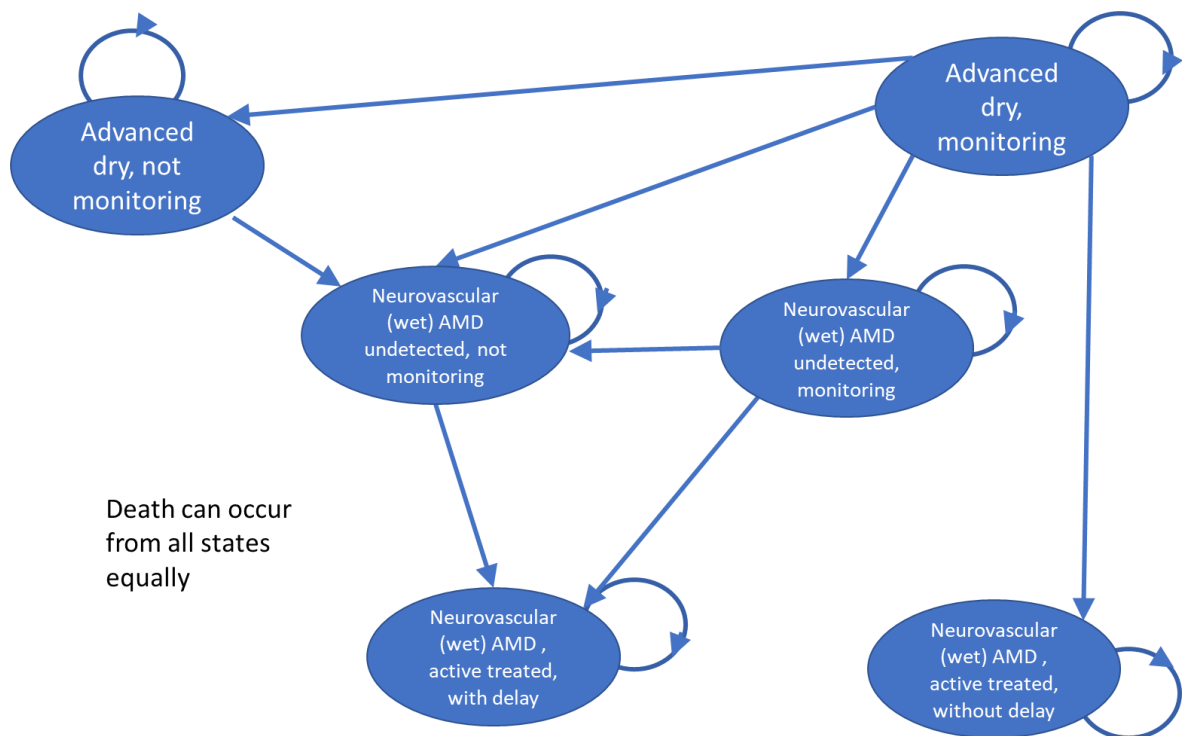 Advanced
dry, not
monitoring
Advanced
dry,
monitoring
Neurovascular
(wet) AMD
undetected, not
monitoring
Neurovascular
(wet) AMD
undetected,
monitoring
Death can occur
from all states
equally
Neurovascular
(wet) AMD ,
active treated,
with delay
Neurovascular
(wet) AMD ,
active treated,
without delay